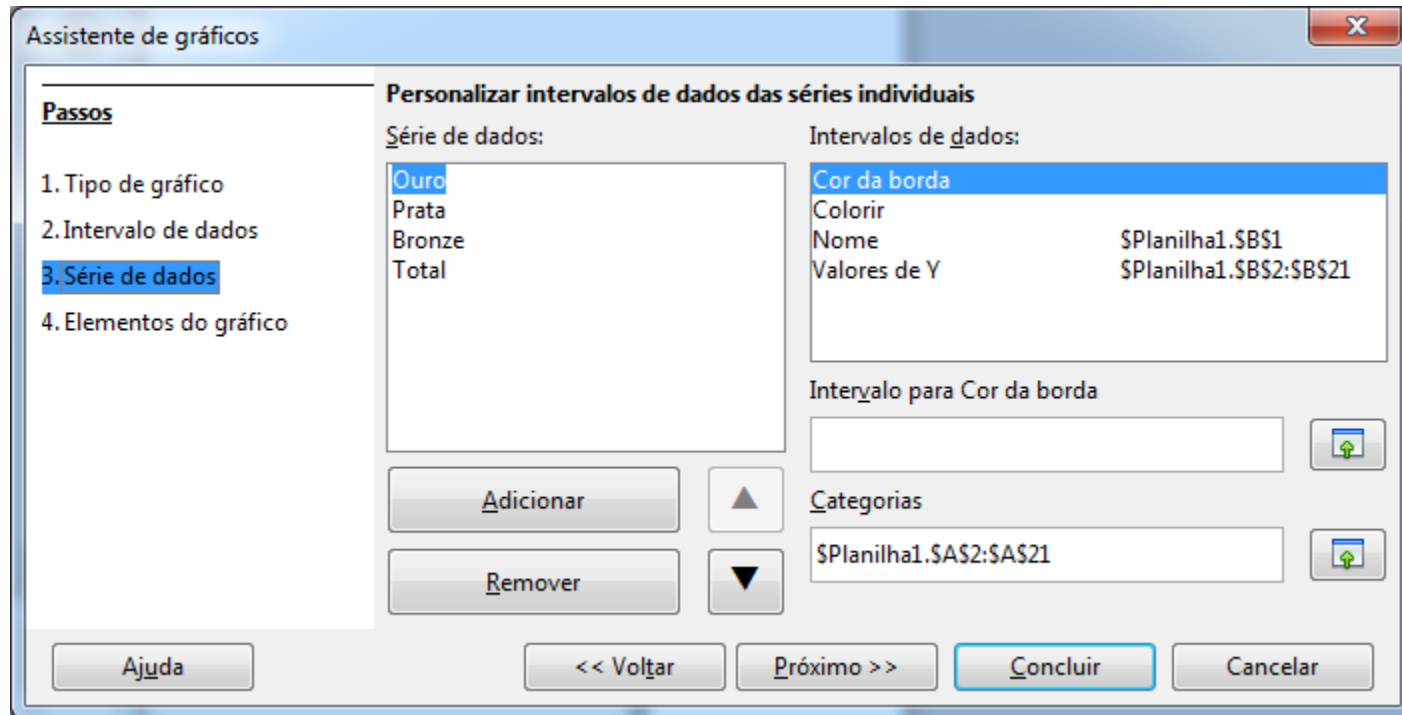 Assistente de gráficos
Passos
1. Tipo de gráfico
2. Intervalo de dados
3. Série de dados
4. Elementos do gráfico
Personalizar intervalos de dados das séries individuais
Série de dados:
Ouro
Prata
Bronze
Total
Adicionar
Remover
Intervalos de dados:
Cor da borda
Colorir
Nome $Planilha1.$B$1
Valores de Y $Planilha1.$B$2:$B$21
Intervalo para Cor da borda
Categorias
$Planilha1.$A$2:$A$21
Ajuda
<< Voltar
Próximo >>
Concluir
Cancelar